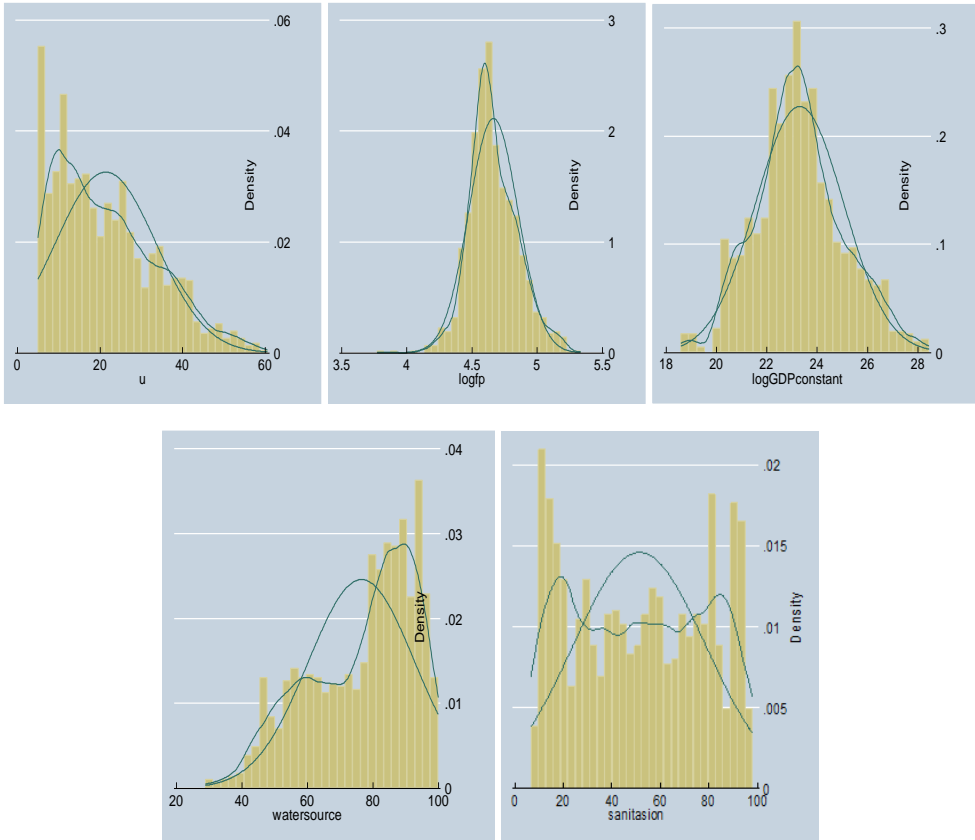 .06
.04
.02
0
Density
0 20 40 60
u
3
2
1
0
Density
3.5 4 4.5 5 5.5
logfp
.3
.2
.1
0
Density
18 20 22 24 26 28
logGDPconstant
.04
.03
.02
.01
0
Density
20 40 60 80 100
watersource
.02
.015
.01
.005
0
Density
0 20 40 60 80 100
sanitasion